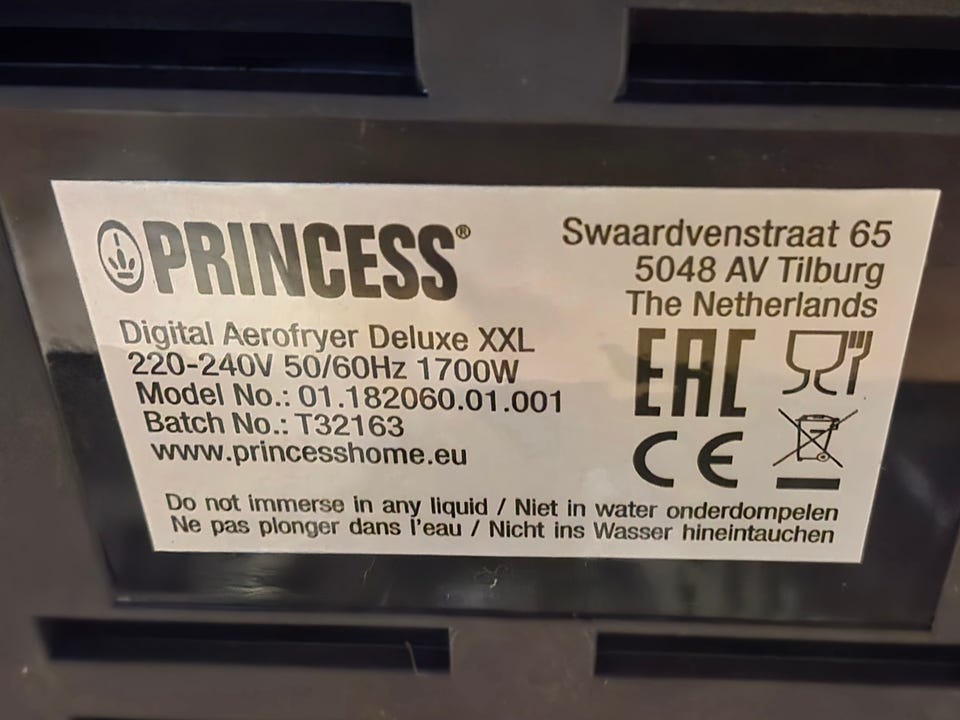 PRINCESS®
Digital Aerofryer Deluxe XXL
220-240V 50/60Hz 1700W
Model No.: 01.182060.01.001
Batch No.: T32163
www.princesshome.eu
Swaardvenstraat 65
5048 AV Tilburg
The Netherlands
EAC
CE
Do not immerse in any liquid / Niet in water onderdompelen
Ne pas plonger dans l'eau / Nicht ins Wasser hineintauchen